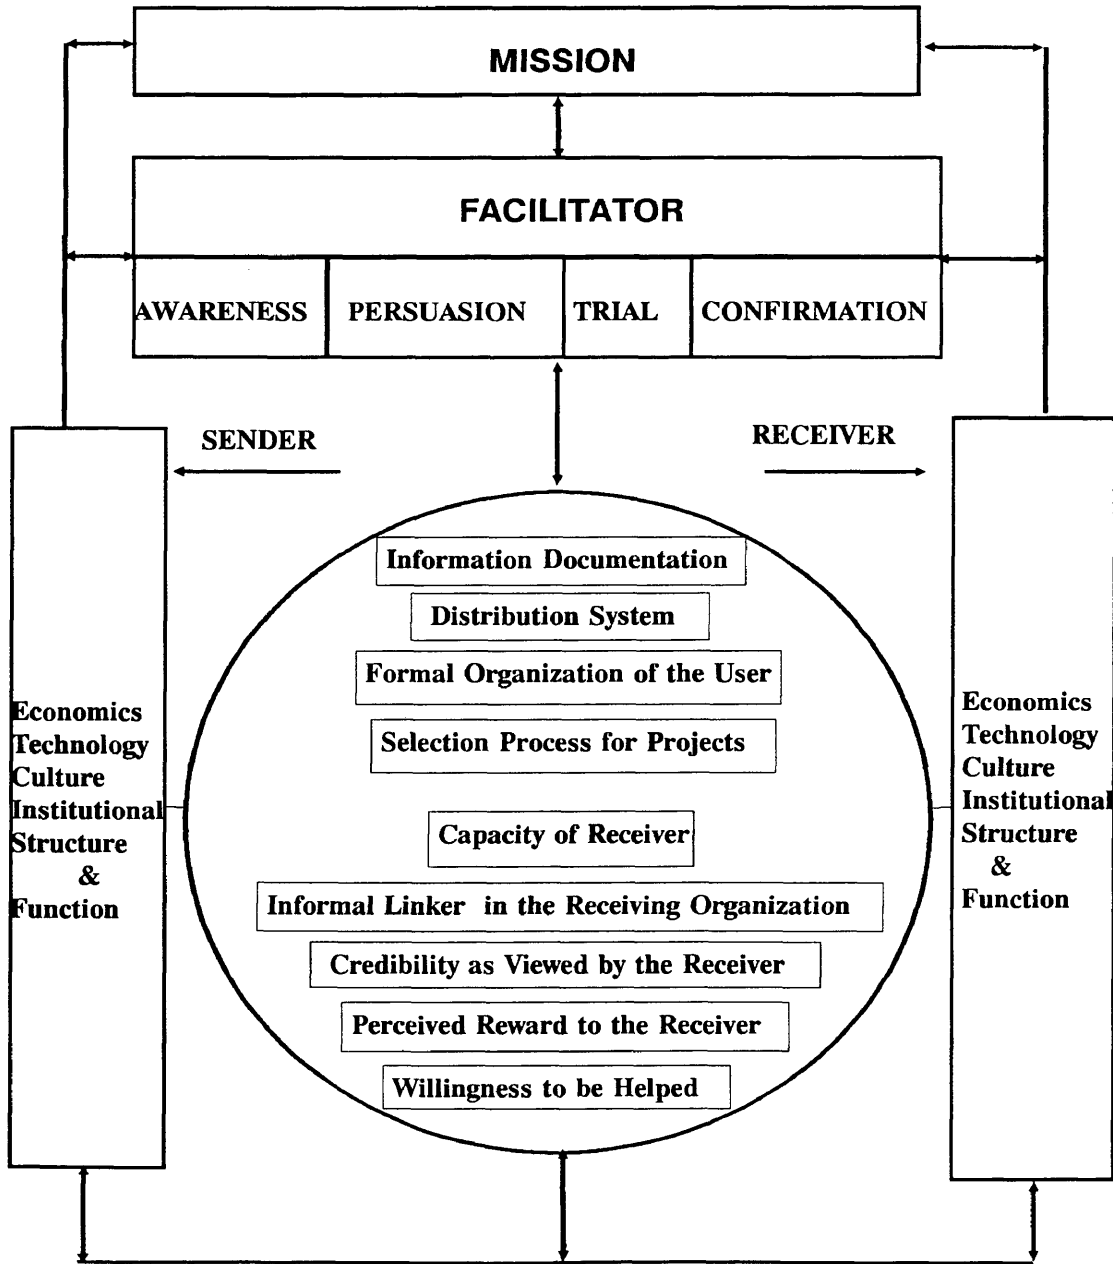 MISSION
FACILITATOR
AWARENESS PERSUASION TRIAL CONFIRMATION
SENDER
RECEIVER
Information Documentation
Distribution System
Formal Organization of the User
Selection Process for Projects
Capacity of Receiver
Informal Linker in the Receiving Organization
Credibility as Viewed by the Receiver
Perceived Reward to the Receiver
Willingness to be Helped
Economics
Technology
Culture
Institutional
Structure
&
Function
Economics
Technology
Culture
Institutional
Structure
&
Function